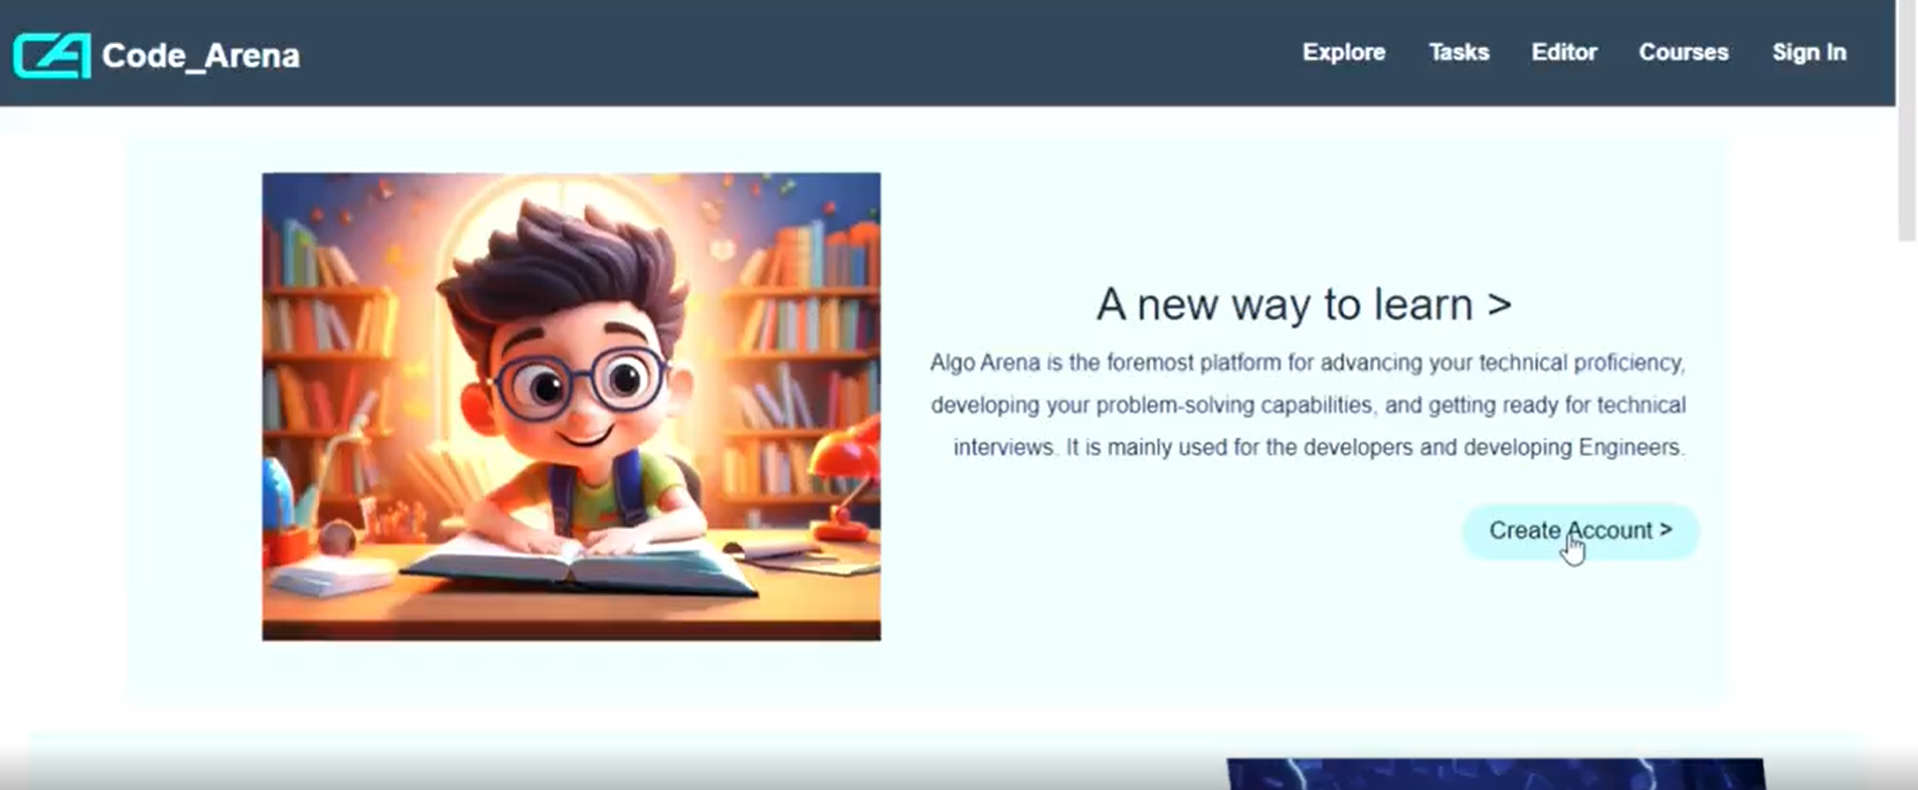 CA Code_Arena
Explore Tasks Editor Courses Sign In
A new way to learn >
Algo Arena is the foremost platform for advancing your technical proficiency,
developing your problem-solving capabilities, and getting ready for technical
interviews. It is mainly used for the developers and developing Engineers.
Create Account >